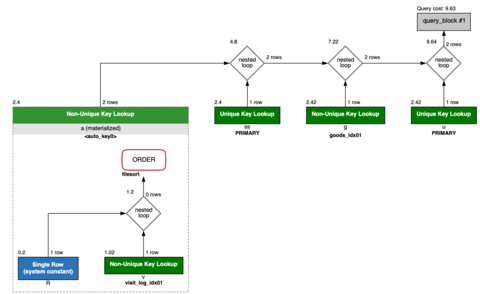 Query cost: 9.63
query_block #1
4.8
7.22
9.64
2 rows
nested
loop
2 rows
nested
loop
2 rows
nested
loop
2.4
2 rows
2.4
1 row
2.42
1 row
2.42
1 row
Non-Unique Key Lookup
Unique Key Lookup
Non-Unique Key Lookup
Unique Key Lookup
a (materialized)
ss
g
u
<auto_key0>
PRIMARY
goods_idx01
PRIMARY
ORDER
filesort
1.2
0 rows
nested
loop
0.2
1 row
1.02
1 row
Single Row
(system constant)
Non-Unique Key Lookup
R
v
visit_log_idx01